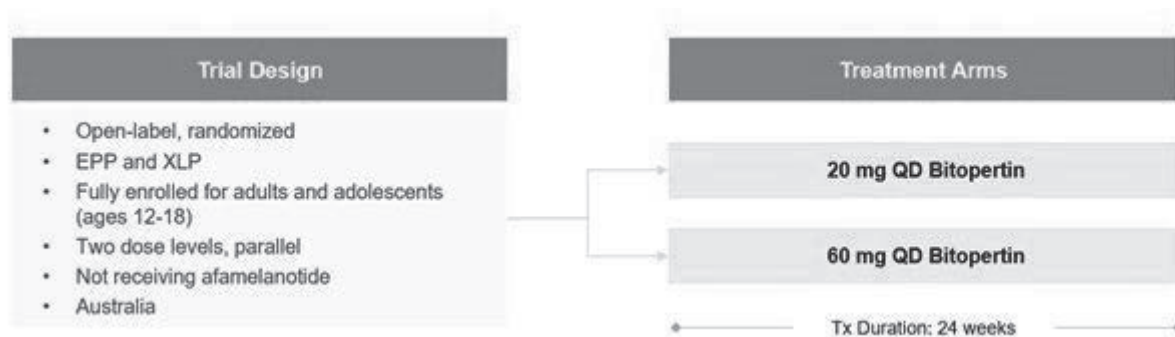 Trial Design
• Open-label, randomized
• EPP and XLP
• Fully enrolled for adults and adolescents
(ages 12-18)
• Two dose levels, parallel
• Not receiving afamelanotide
• Australia
Treatment Arms
20 mg QD Bitopertin
60 mg QD Bitopertin
Tx Duration: 24 weeks